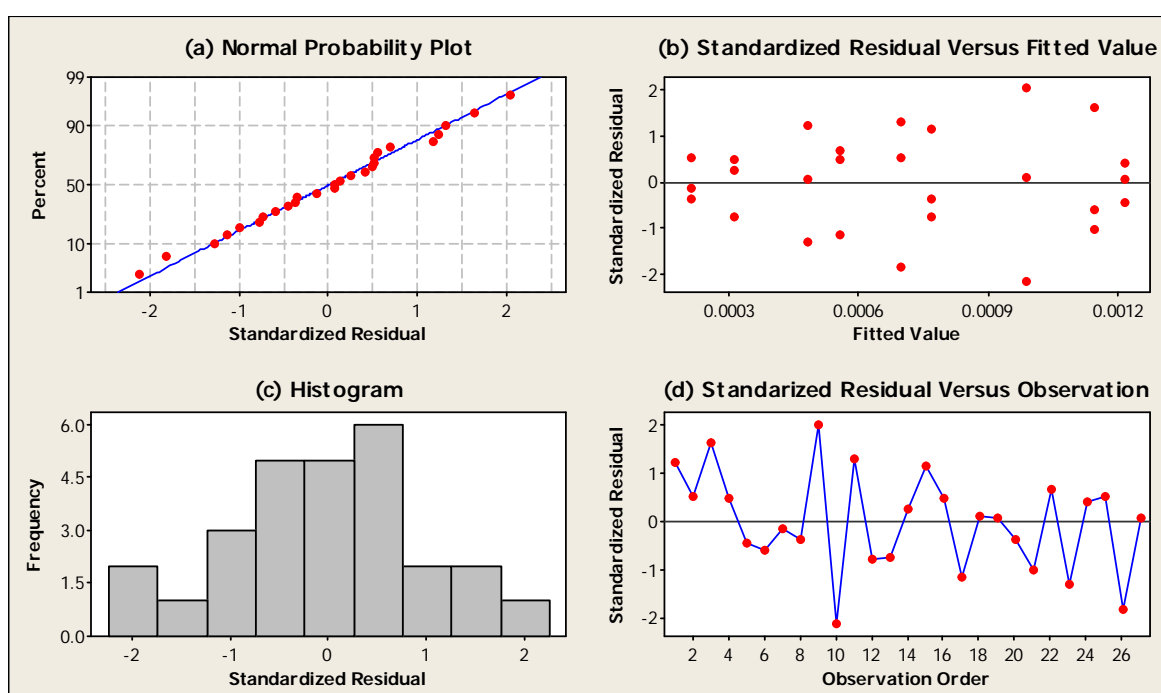 (a) Normal Probability Plot
99
90
50
10
1
Percent
-2 -1 0 1 2
Standardized Residual
(b) Standardized Residual Versus Fitted Value
2
1
0
-1
-2
Standardized Residual
0.0003 0.0006 0.0009 0.0012
Fitted Value
(c) Histogram
6.0
4.5
3.0
1.5
0.0
Frequency
-2 -1 0 1 2
Standardized Residual
(d) Standarized Residual Versus Observation
2
1
0
-1
-2
Standardized Residual
2 4 6 8 10 12 14 16 18 20 22 24 26
Observation Order